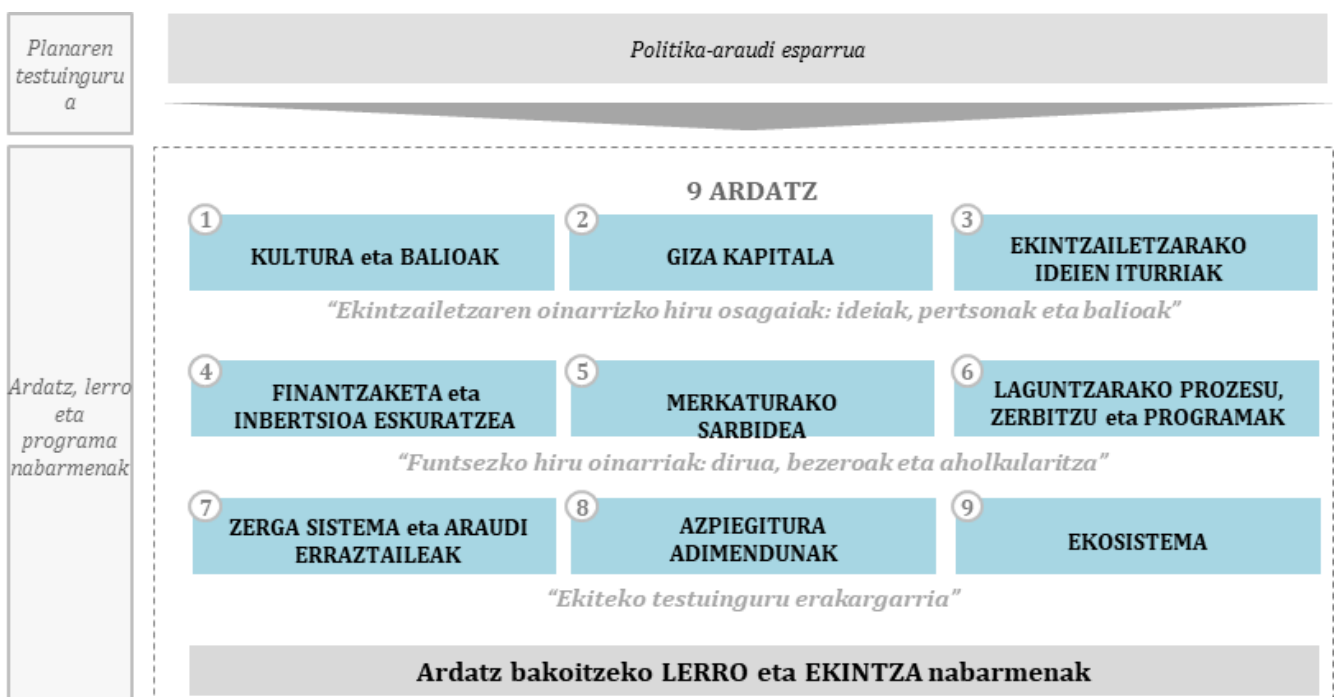 Planaren
testuinguru
a
Politika-araudi esparrua
Ardatz, lerro
eta
programa
nabarmenak
9 ARDATZ
1
KULTURA eta BALIOAK
2
GIZA KAPITALA
3
EKINTZAILETZARAKO
IDEIEN ITURRIAK
“Ekintzailetzaren oinarrizko hiru osagaiak: ideiak, pertsonak eta balioak”
4
FINANTZAKETA eta
INBERTSIOA ESKURATZEA
5
MERKATURAKO
SARBIDEA
6
LAGUNTZARAKO PROZESU,
ZERBITZU eta PROGRAMAK
“Funtsezko hiru oinarriak: dirua, bezeroak eta aholkularitza”
7
ZERGA SISTEMA eta ARAUDI
ERRAZTAILEAK
8
AZPIEGITURA
ADIMENDUNAK
9
EKOSISTEMA
“Ekiteko testuinguru erakargarria”
Ardatz bakoitzeko LERRO eta EKINTZA nabarmenak